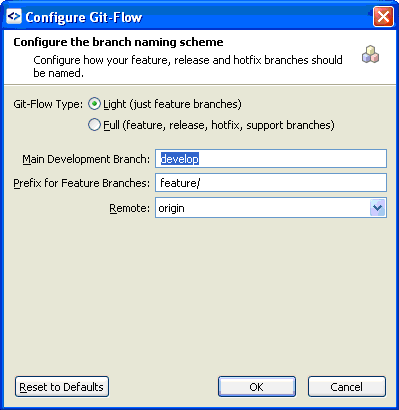 Configure Git-Flow
Configure the branch naming scheme
Configure how your feature, release and hotfix branches should
be named.
Git-Flow Type: Light (just feature branches)
Full (feature, release, hotfix, support branches)
Main Development Branch: develop
Prefix for Feature Branches: feature/
Remote: origin
Reset to Defaults OK Cancel